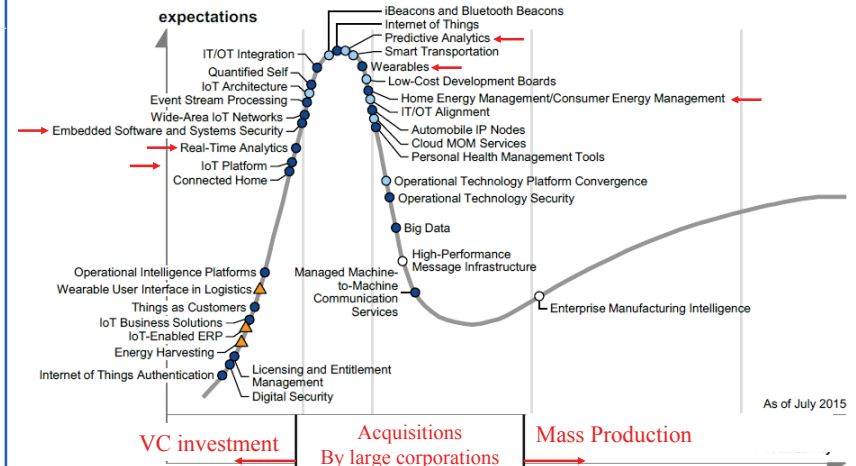 expectations
iBeacons and Bluetooth Beacons
Internet of Things
Predictive Analytics
Smart Transportation
Wearables
Low-Cost Development Boards
Home Energy Management/Consumer Energy Management
IT/OT Alignment
Automobile IP Nodes
Cloud MOM Services
Personal Health Management Tools
Operational Technology Platform Convergence
Operational Technology Security
Big Data
High-Performance
Message Infrastructure
Managed Machine-
to-Machine
Communication
Services
Enterprise Manufacturing Intelligence
IT/OT Integration
Quantified Self
IoT Architecture
Event Stream Processing
Wide-Area IoT Networks
Embedded Software and Systems Security
Real-Time Analytics
IoT Platform
Connected Home
Operational Intelligence Platforms
Wearable User Interface in Logistics
Things as Customers
IoT Business Solutions
IoT-Enabled ERP
Energy Harvesting
Internet of Things Authentication
Licensing and Entitlement
Management
Digital Security
As of July 2015
VC investment
Acquisitions
By large corporations
Mass Production